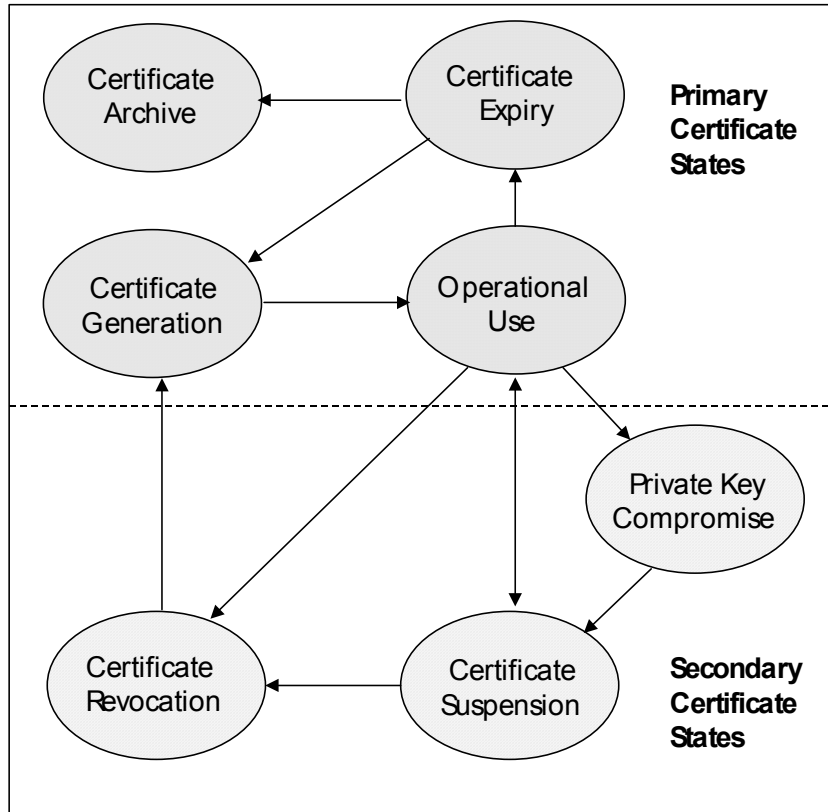 Certificate
Archive
Certificate
Expiry
Primary
Certificate
States
Certificate
Generation
Operational
Use
Private Key
Compromise
Certificate
Revocation
Certificate
Suspension
Secondary
Certificate
States